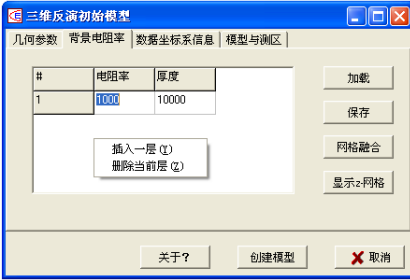 三维反演初始模型
几何参数 背景电阻率 数据坐标系信息 模型与测区
# 电阻率 厚度
1 1000 10000
插入一层(Y)
删除当前层(Z)
加载
保存
网格融合
显示z-网格
关于? 创建模型 取消